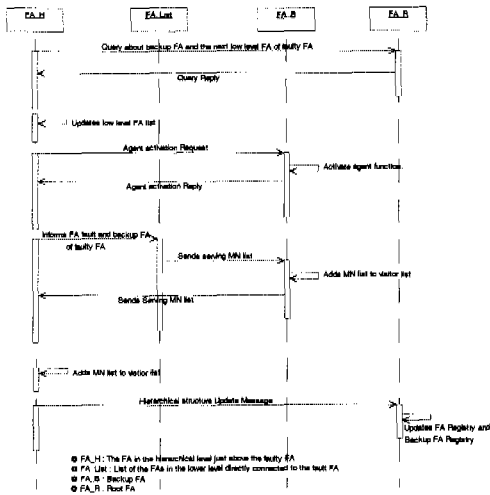 FA_H
FA_List
FA_B
FA_R
Query about backup FA and the next low level FA of faulty FA
Query Reply
Updates low level FA list
Agent activation Request
Activate agent function
Agent activation Reply
Informs FA fault and backup FA
of faulty FA
Sends serving MN list
Adds MN list to visitor list
Sends Serving MN list
Adds MN list to visitor list
Hierarchical structure Update Message
Updates FA Registry and
Backup FA Registry
FA_H : The FA in the hierarchical level just above the faulty FA
FA List : List of the FAs in the lower level directly connected to the fault FA
FA_B : Backup FA
FA_R : Root FA